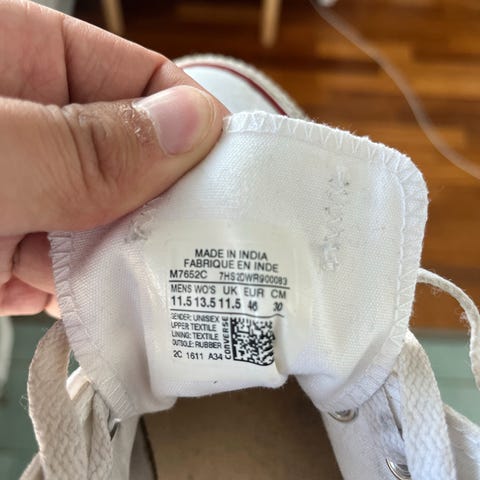 MADE IN INDIA
FABRIQUE EN INDE
M7652C 7HS2DWR900083
MENS WO'S UK EUR CM
11.5 13.5 11.5 46 30
GENDER: UNISEX
UPPER: TEXTILE
LINING: TEXTILE
OUTSOLE: RUBBER
CONVERSE
2C 1611 A34